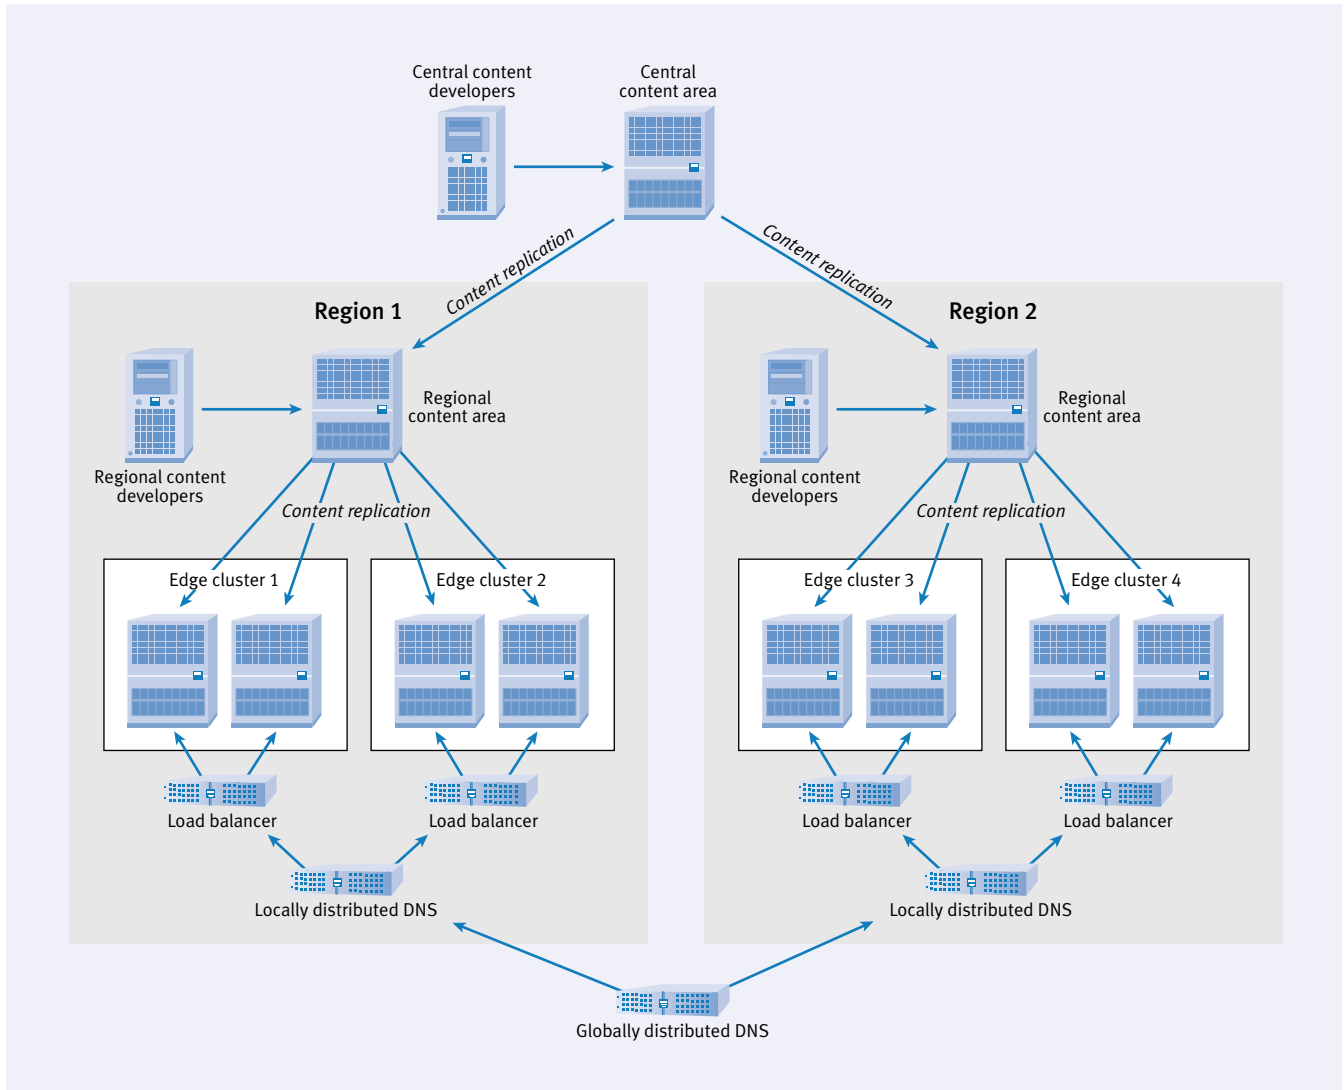 Central content
developers
Central
content area
Content replication
Content replication
Region 1
Regional
content area
Regional content
developers
Content replication
Edge cluster 1
Edge cluster 2
Load balancer
Load balancer
Locally distributed DNS
Region 2
Regional
content area
Regional content
developers
Content replication
Edge cluster 3
Edge cluster 4
Load balancer
Load balancer
Locally distributed DNS
Globally distributed DNS